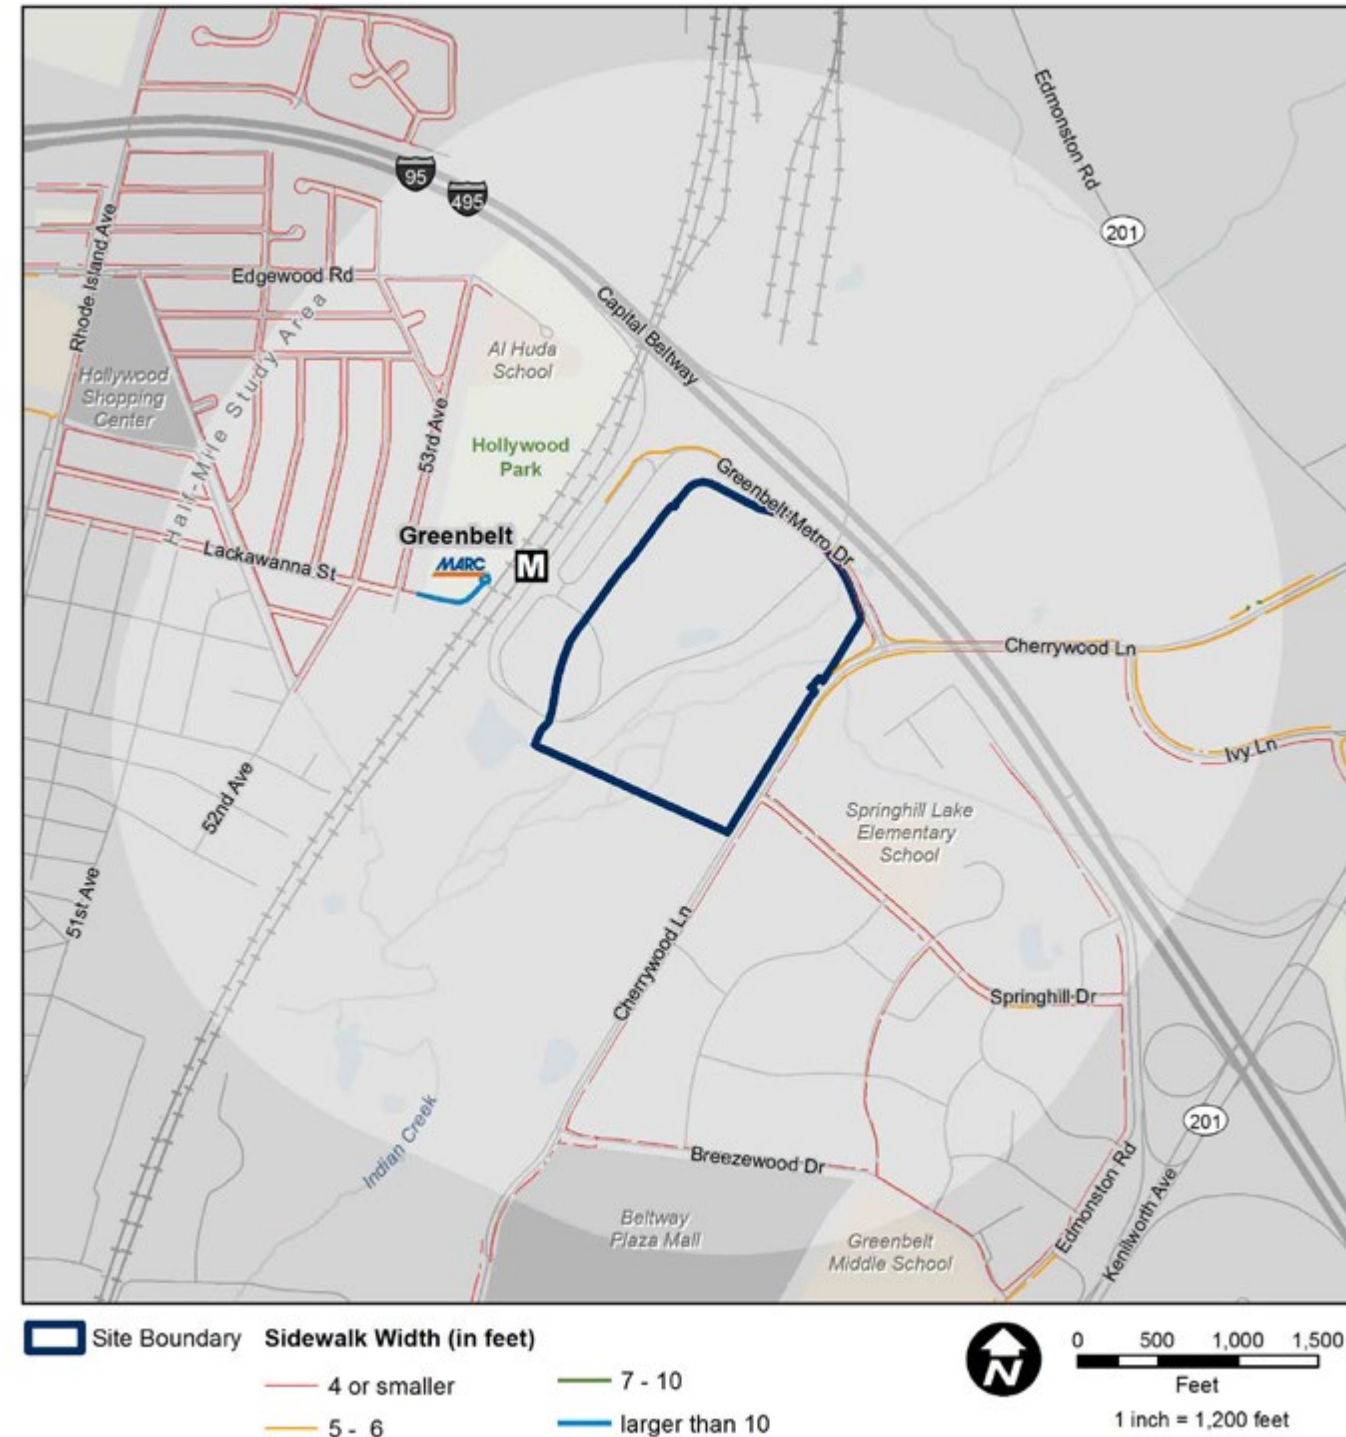 Edmonston Rd
95
495
201
Rhode Island Ave
Edgewood Rd
Capital Beltway
Al Huda
School
Hollywood
Shopping
Center
Half-Mile Study Area
53rd Ave
Hollywood
Park
Greenbelt Metro Dr
Greenbelt
MARC
M
Lackawanna St
Cherrywood Ln
Ivy Ln
52nd Ave
Springhill Lake
Elementary
School
51st Ave
Cherrywood Ln
Springhill Dr
Indian Creek
201
Breezewood Dr
Edmonston Rd
Kenilworth Ave
Beltway
Plaza Mall
Greenbelt
Middle School
Site Boundary
Sidewalk Width (in feet)
4 or smaller
5 - 6
7 - 10
larger than 10
N
0 500 1,000 1,500
Feet
1 inch = 1,200 feet